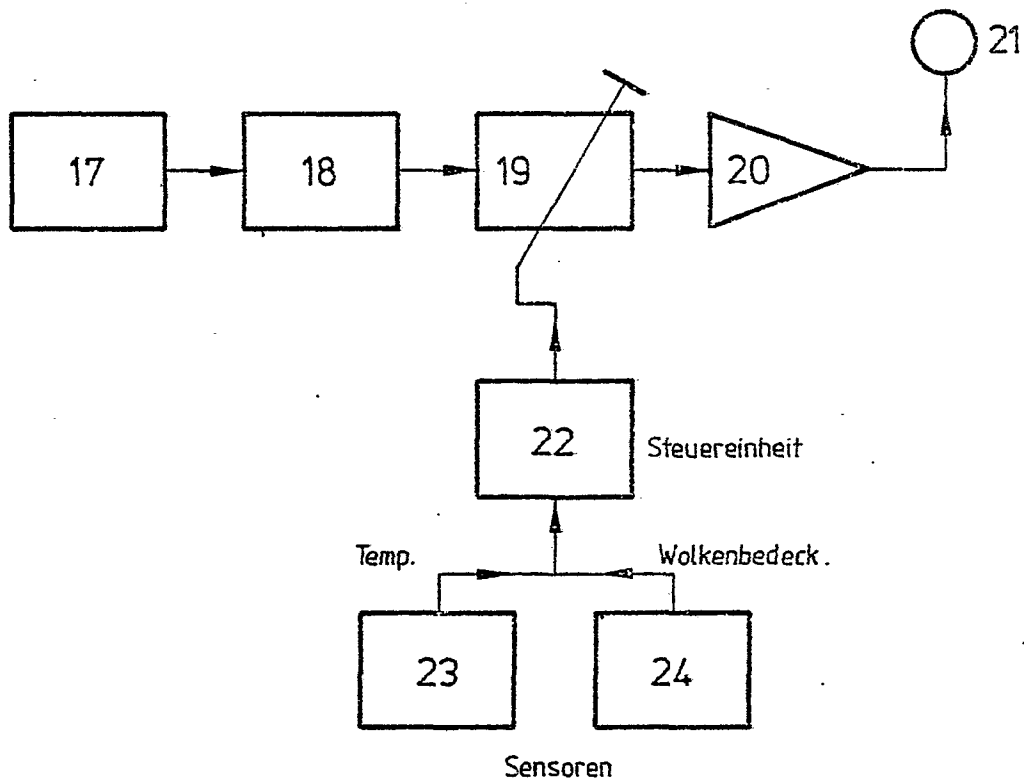 21
17
18
19
20
22
Steuereinheit
Temp.
Wolkenbedeck.
23
24
Sensoren